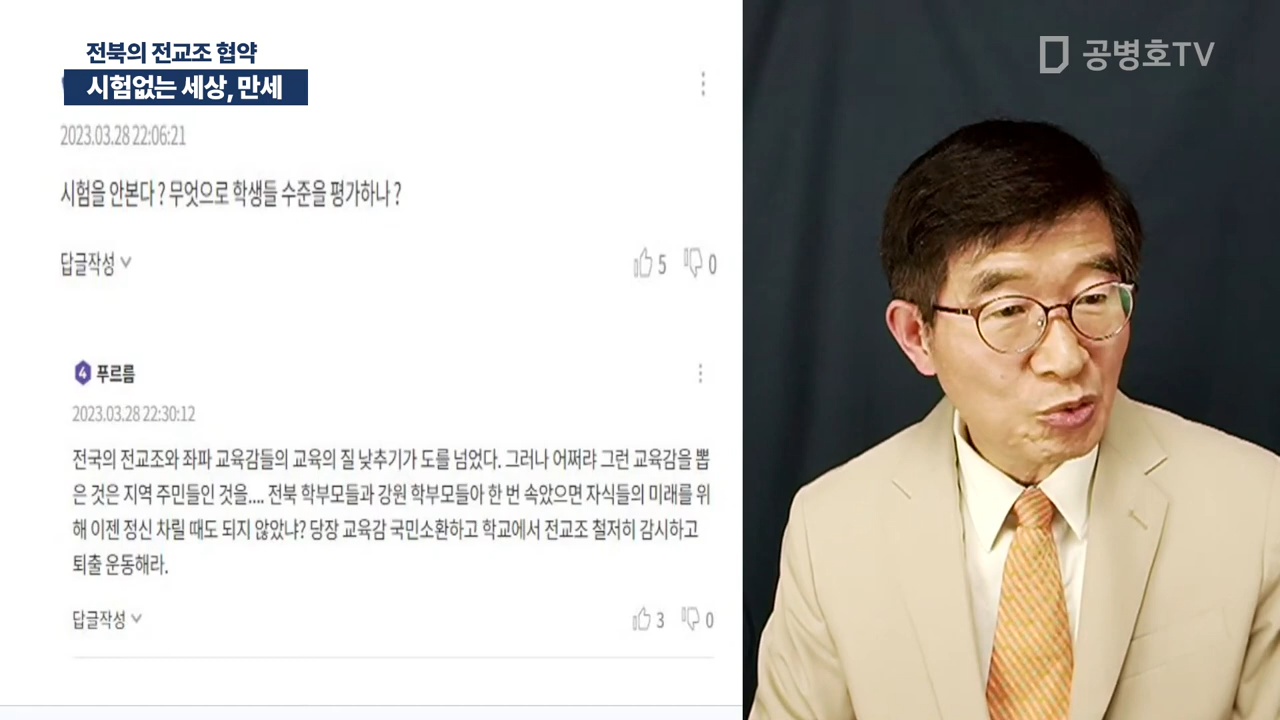 전북의 전교조 협약
시험없는 세상, 만세
공병호TV
2023.03.28 22:06:21
시험을 안본다 ? 무엇으로 학생들 수준을 평가하나 ?
답글작성
5
0
4 푸르름
2023.03.28 22:30:12
전국의 전교조와 좌파 교육감들의 교육의 질 낮추기가 도를 넘었다. 그러나 어쩌랴 그런 교육감을 뽑
은 것은 지역 주민들인 것을.... 전북 학부모들과 강원 학부모들아 한 번 속았으면 자식들의 미래를 위
해 이젠 정신 차릴 때도 되지 않았냐? 당장 교육감 국민소환하고 학교에서 전교조 철저히 감시하고
퇴출 운동해라.
답글작성
3
0